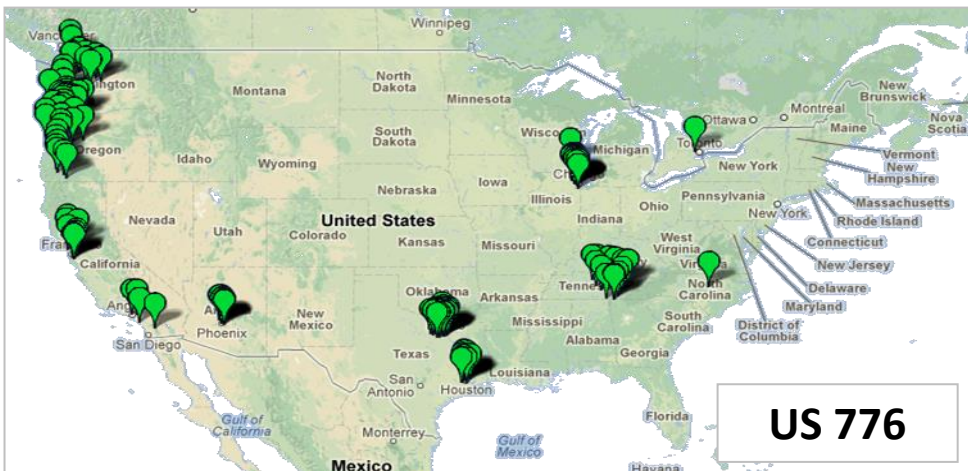 Winnipeg
Vancouver
North
Dakota
Montana
Minnesota
Ottawa
Montreal
New
Brunswick
Nova
Scotia
Maine
Toronto
Vermont
New
Hampshire
Wisconsin
Michigan
South
Dakota
Oregon
Idaho
Wyoming
Iowa
New York
Massachusetts
Nebraska
Illinois
Indiana
Ohio
Pennsylvania
New York
Rhode Island
Connecticut
Nevada
Utah
Colorado
United States
Kansas
Missouri
West
Virginia
Virginia
New Jersey
Delaware
Maryland
California
Oklahoma
Arkansas
North
Carolina
District of
Columbia
Phoenix
New
Mexico
Mississippi
South
Carolina
Alabama
Georgia
San Diego
Texas
Louisiana
San
Antonio
Houston
Florida
Gulf of
California
Monterrey
Gulf of
Mexico
Mexico
Havana
US 776